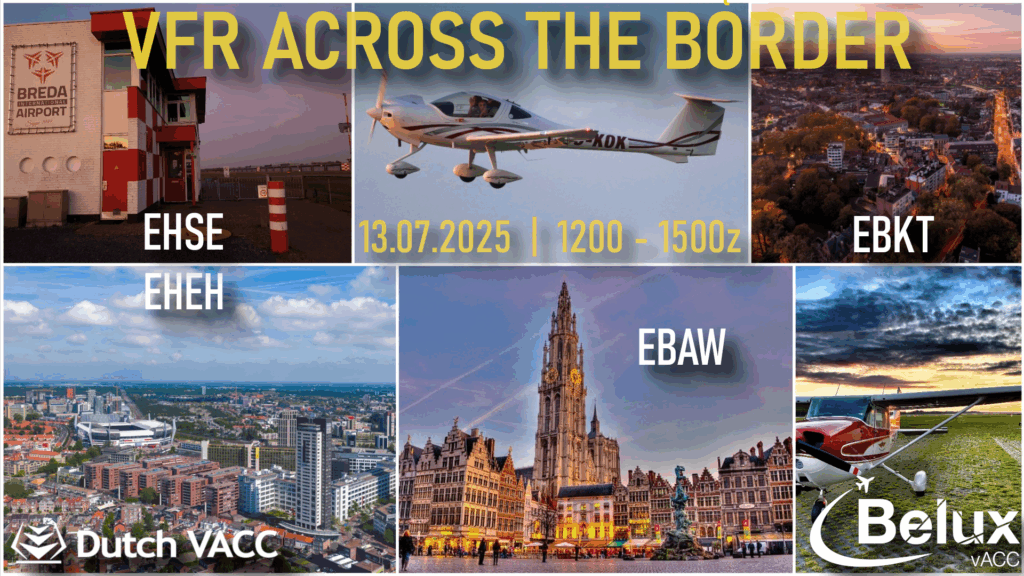 VFR ACROSS THE BORDER
BREDA
INTERNATIONAL
AIRPORT
KDK
EHSE
13.07.2025 | 1200 - 1500z
EBKT
EHEH
EBAW
Dutch VACC
Belux
vACC